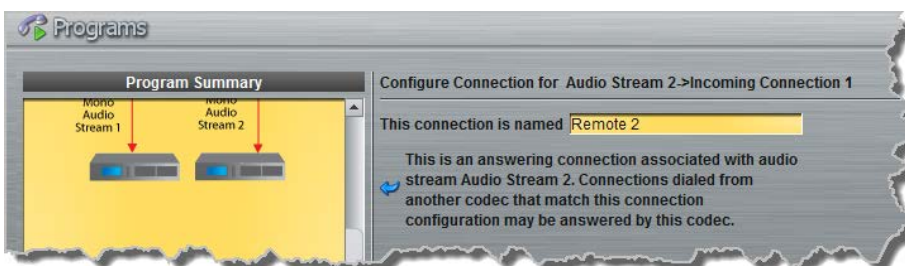 Programs
Program Summary
Mono
Audio
Stream 1
Mono
Audio
Stream 2
Configure Connection for Audio Stream 2->Incoming Connection 1
This connection is named Remote 2
This is an answering connection associated with audio
stream Audio Stream 2. Connections dialed from
another codec that match this connection
configuration may be answered by this codec.